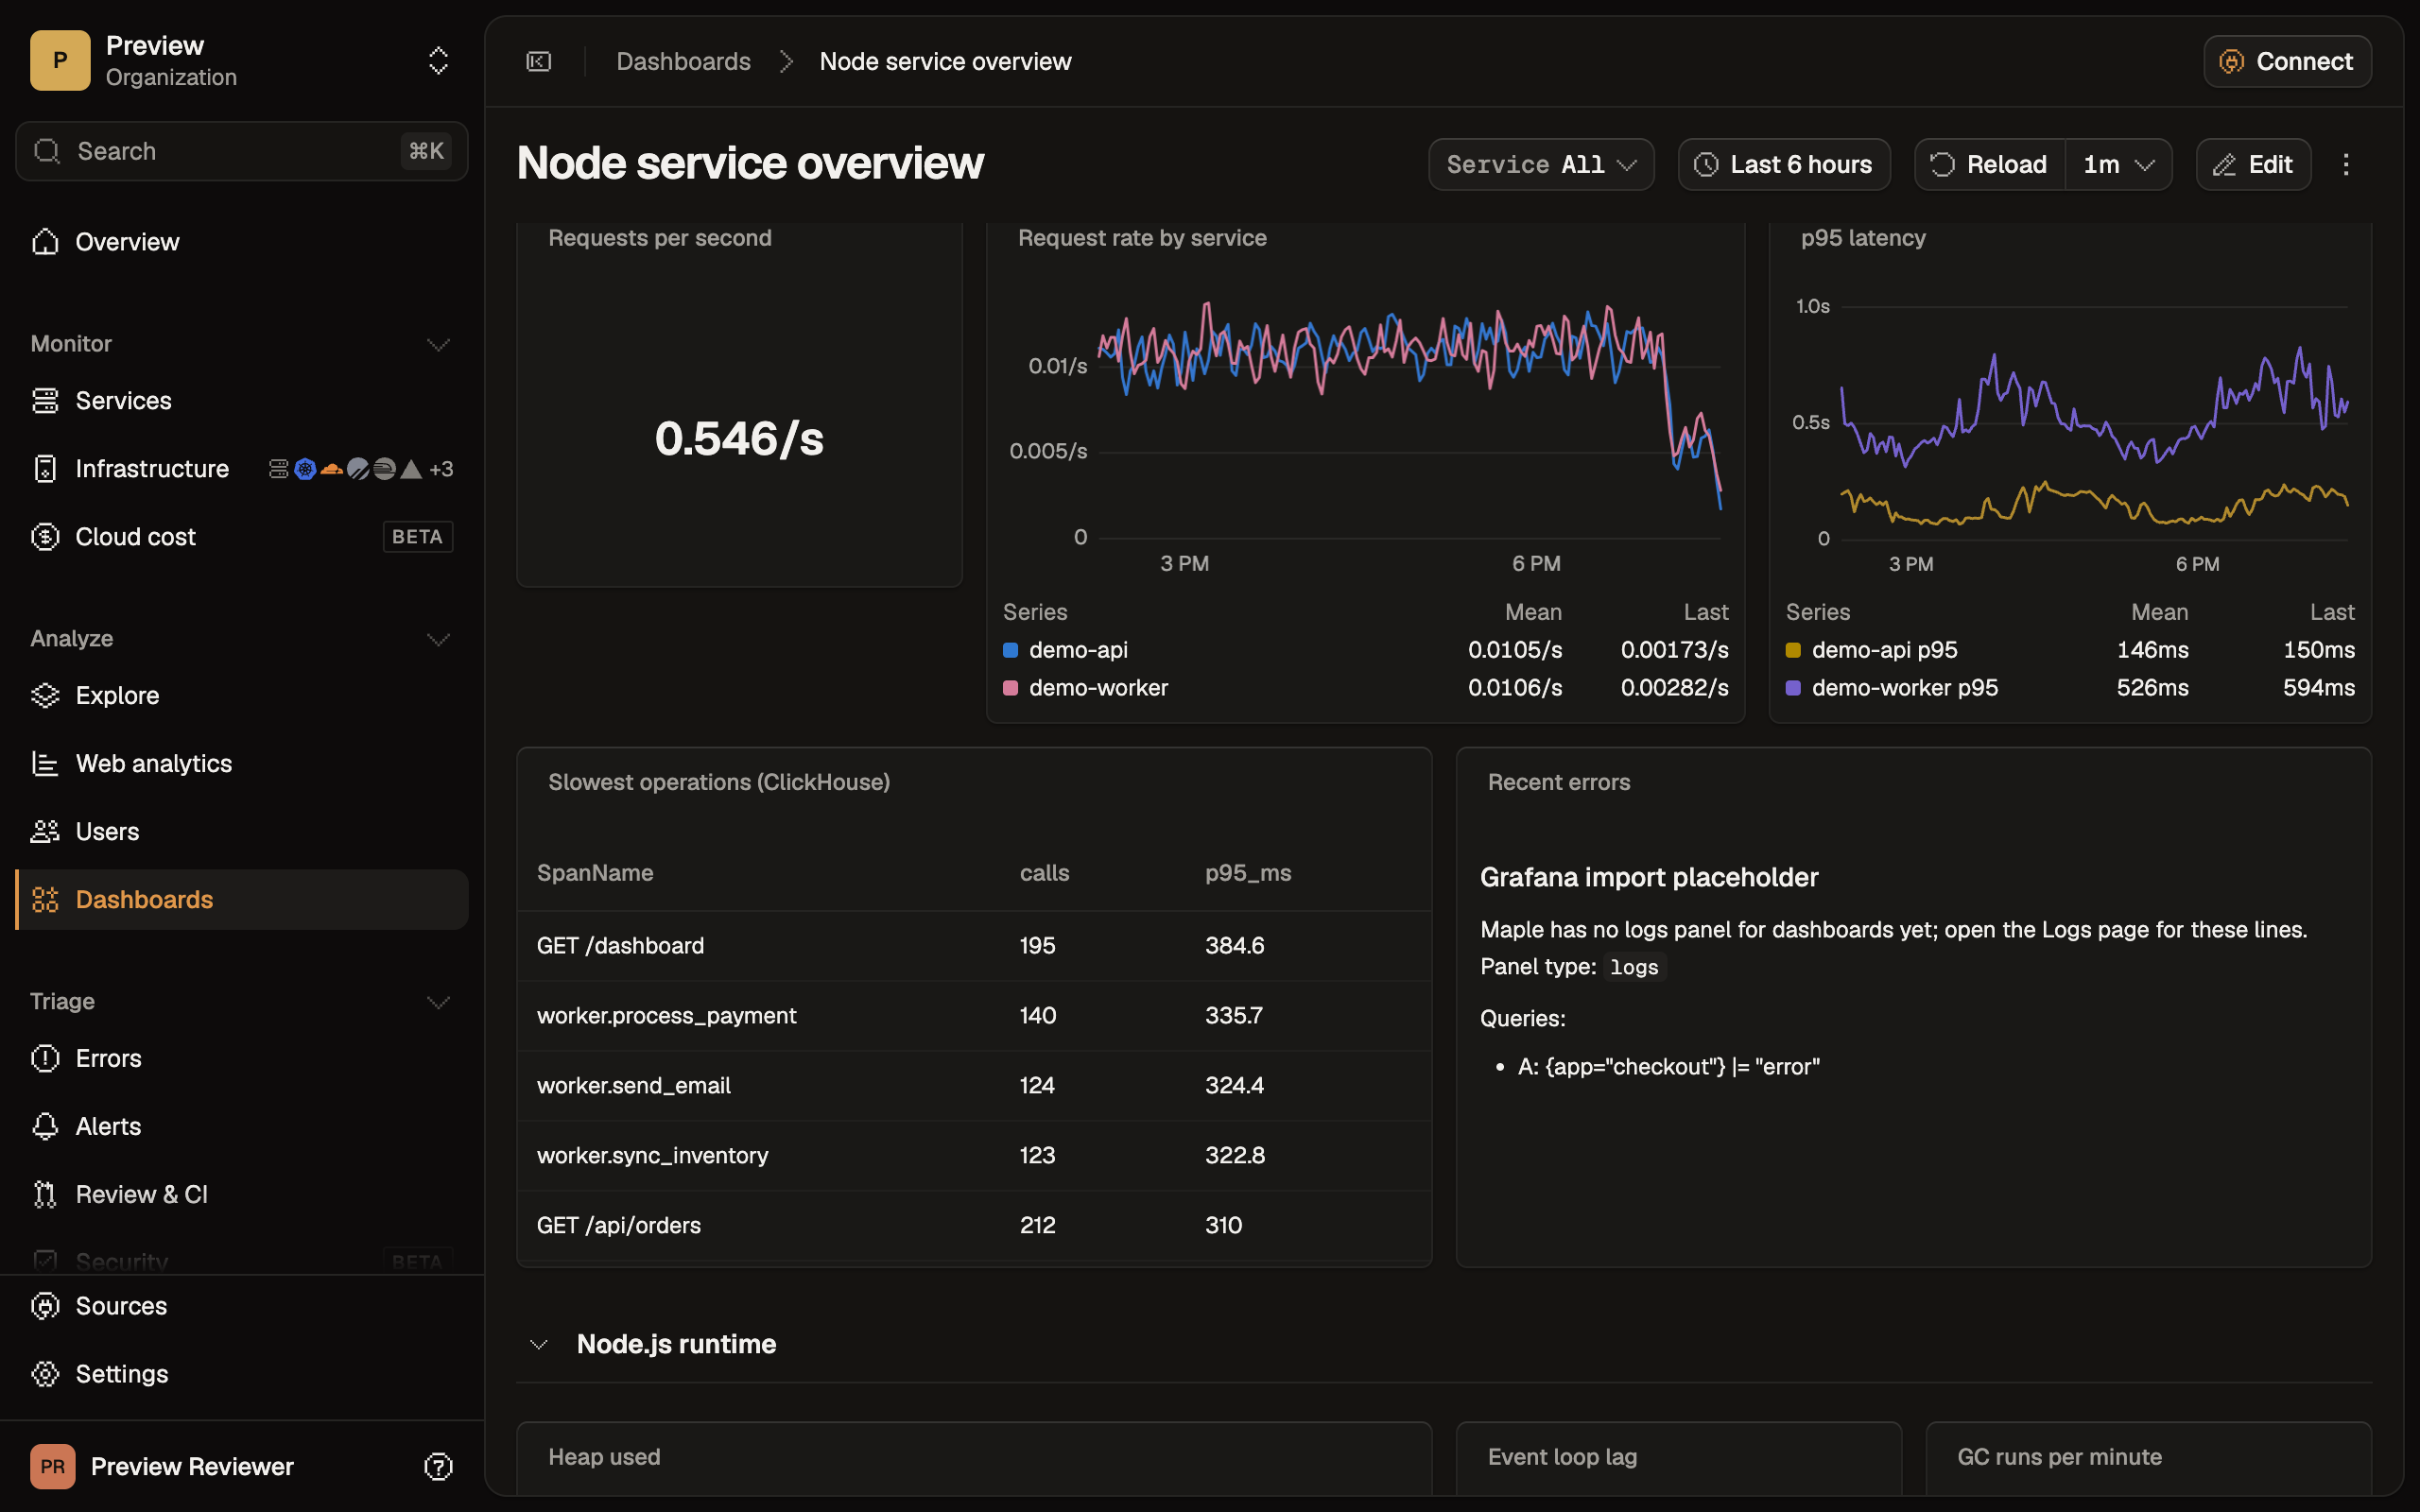 P
Preview
Organization
Search
⌘K
Overview
Monitor
Services
Infrastructure
+3
Cloud cost
BETA
Analyze
Explore
Web analytics
Users
Dashboards
Triage
Errors
Alerts
Review & CI
Security
BETA
Sources
Settings
PR
Preview Reviewer
Dashboards
Node service overview
Connect
Node service overview
Service All
Last 6 hours
Reload
1m
Edit
Requests per second
0.546/s
Request rate by service
0.01/s
0.005/s
0
3 PM
6 PM
Series Mean Last
demo-api 0.0105/s 0.00173/s
demo-worker 0.0106/s 0.00282/s
p95 latency
1.0s
0.5s
0
3 PM
6 PM
Series Mean Last
demo-api p95 146ms 150ms
demo-worker p95 526ms 594ms
Slowest operations (ClickHouse)
SpanName calls p95_ms
GET /dashboard 195 384.6
worker.process_payment 140 335.7
worker.send_email 124 324.4
worker.sync_inventory 123 322.8
GET /api/orders 212 310
Recent errors
Grafana import placeholder
Maple has no logs panel for dashboards yet; open the Logs page for these lines.
Panel type: logs
Queries:
• A: {app="checkout"} |= "error"
Node.js runtime
Heap used
Event loop lag
GC runs per minute